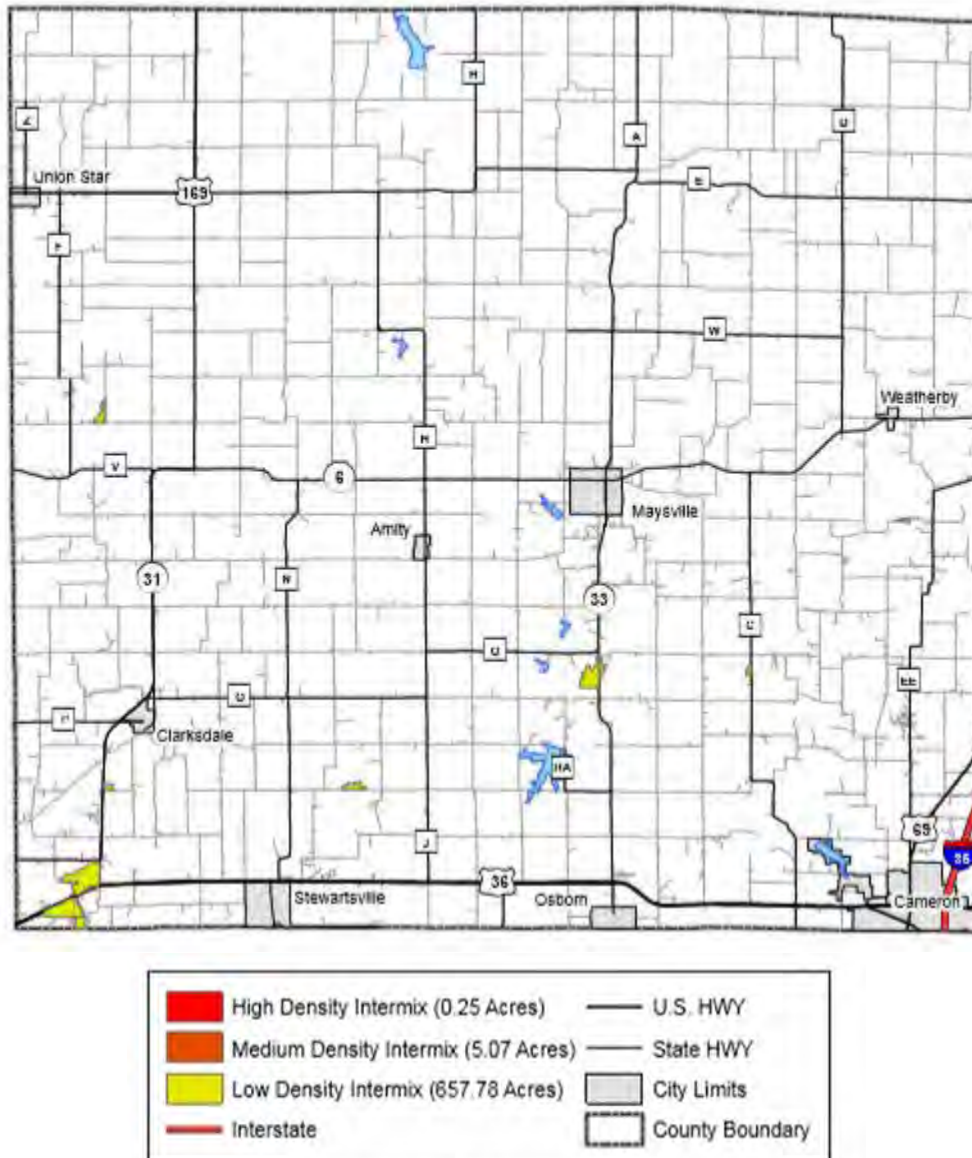 H
Z
A
U
Union Star
169
E
F
W
Weatherby
H
V
6
Maysville
Amity
31
N
33
O
C
EE
O
Clarksdale
HA
69
35
J
36
Stewartsville
Osborn
Cameron
High Density Intermix (0.25 Acres)
U.S. HWY
Medium Density Intermix (5.07 Acres)
State HWY
Low Density Intermix (657.78 Acres)
City Limits
Interstate
County Boundary